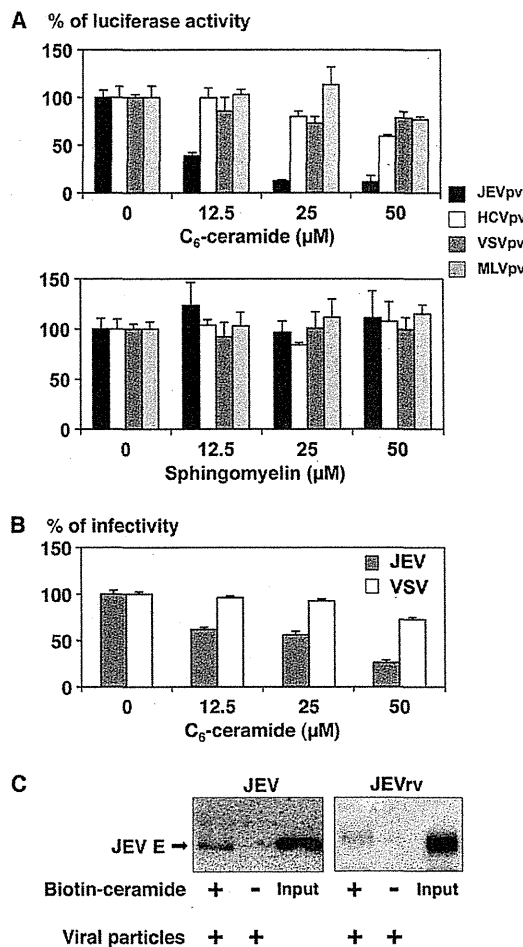 A % of luciferase activity
150
100
50
0
0 12.5 25 50
C₆-ceramide (μM)
JEVpv
HCVpv
VSVpv
MLVpv
150
100
50
0
0 12.5 25 50
Sphingomyelin (μM)
B % of infectivity
150
100
50
0
JEV
VSV
0 12.5 25 50
C₆-ceramide (μM)
C JEV JEVrv
JEV E →
Biotin-ceramide + - Input + - Input
Viral particles + + + +